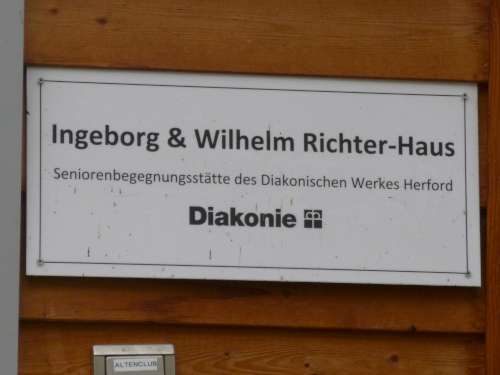 Ingeborg & Wilhelm Richter-Haus
Seniorenbegegnungsstätte des Diakonischen Werkes Herford
Diakonie
ALTENCLUB